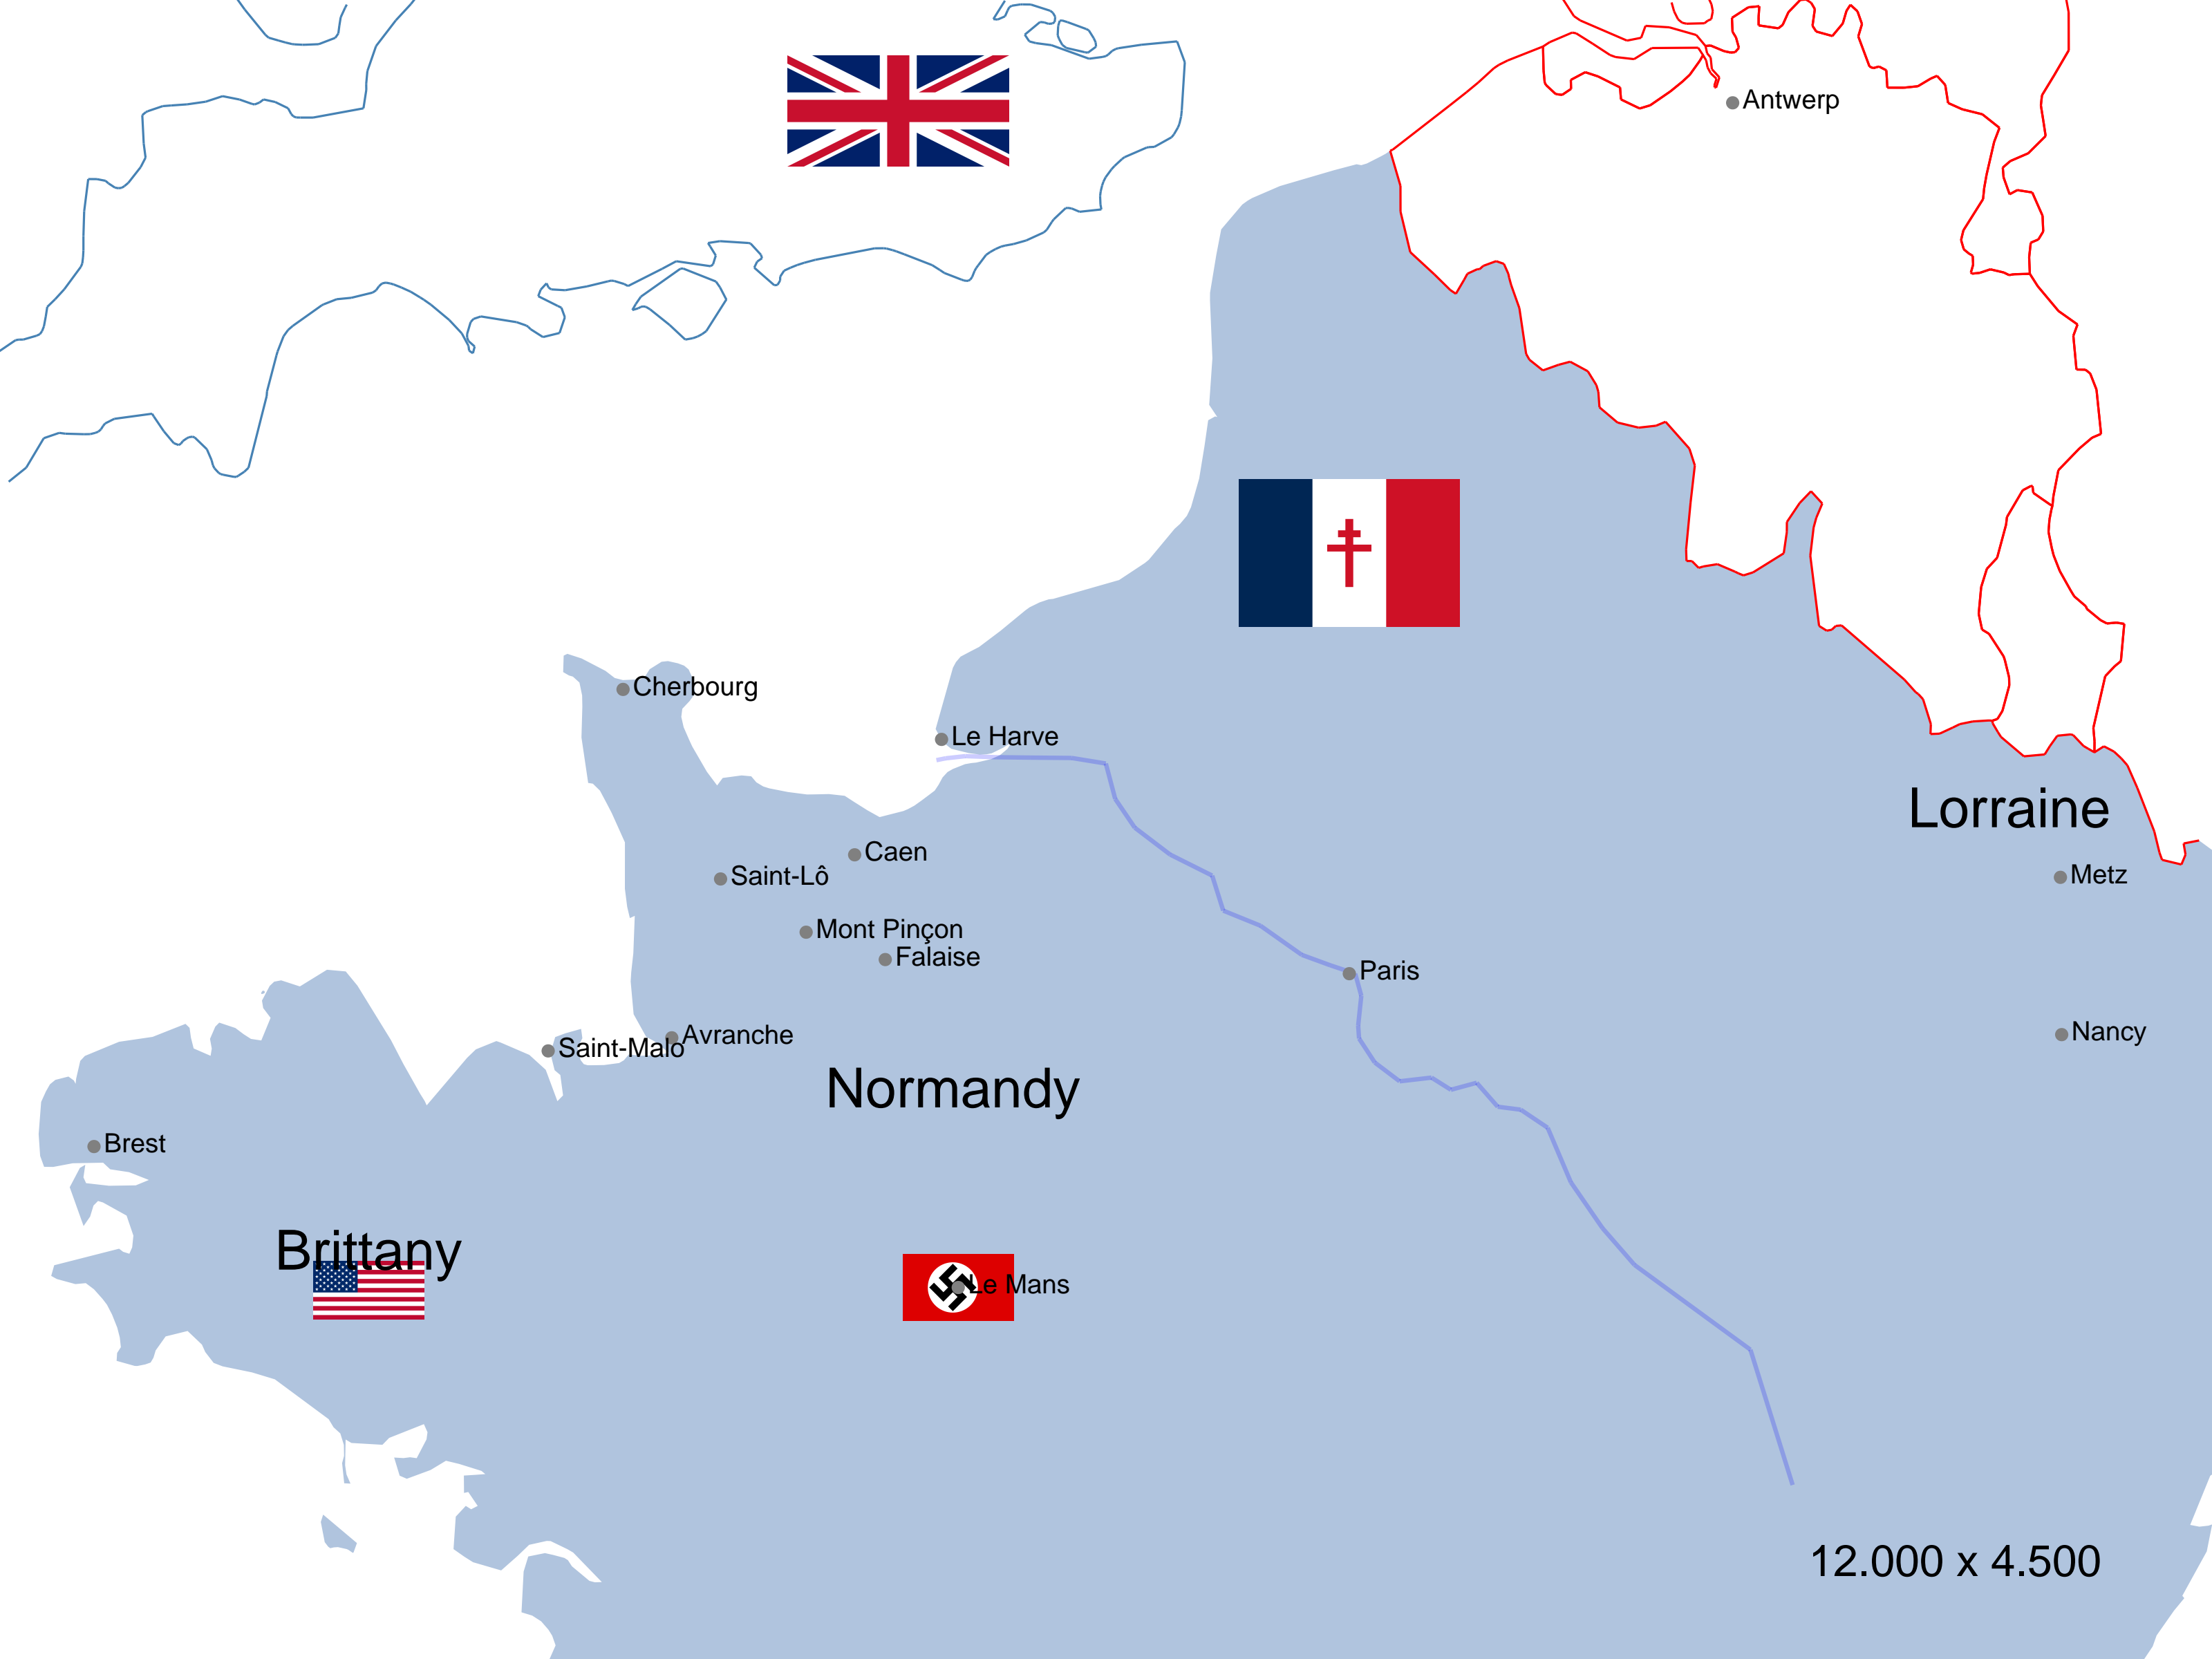 Antwerp
Cherbourg
Le Harve
Lorraine
Caen
Saint-Lô
Metz
Mont Pinçon
Falaise
Paris
Avranche
Saint-Malo
Nancy
Normandy
Brest
Brittany
Le Mans
12.000 x 4.500